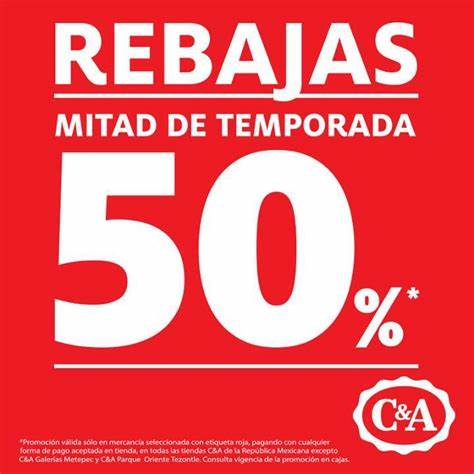 REBAJAS
MITAD DE TEMPORADA
50%*
C&A
*Promoción válida sólo en mercancía seleccionada con etiqueta roja, pagando con cualquier
forma de pago aceptada en tienda, en todas las tiendas C&A de la República Mexicana excepto
C&A Galerías Metepec y C&A Parque Oriente Tezontle. Consulta vigencia de la promoción en cajas.